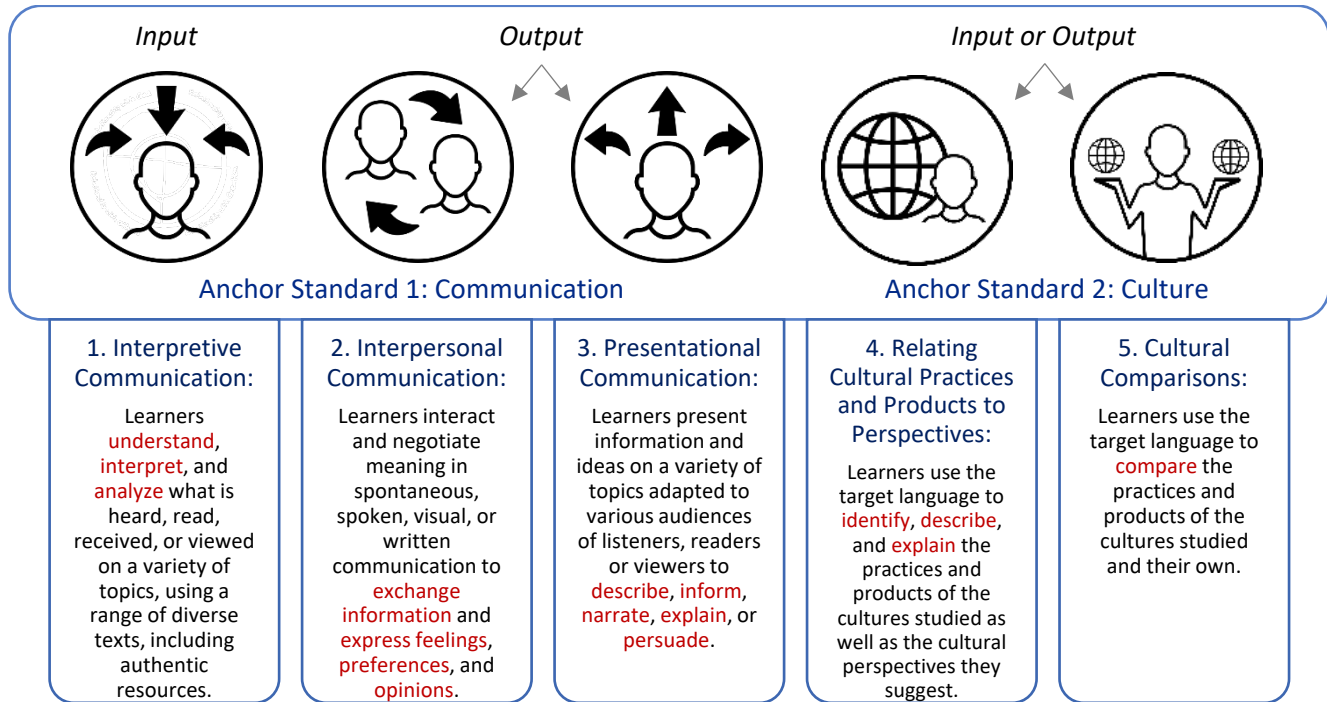 Input
Output
Input or Output
Anchor Standard 1: Communication
Anchor Standard 2: Culture
1. Interpretive
Communication:
Learners
understand,
interpret, and
analyze what is
heard, read,
received, or viewed
on a variety of
topics, using a
range of diverse
texts, including
authentic
resources.
2. Interpersonal
Communication:
Learners interact
and negotiate
meaning in
spontaneous,
spoken, visual, or
written
communication to
exchange
information and
express feelings,
preferences, and
opinions.
3. Presentational
Communication:
Learners present
information and
ideas on a variety of
topics adapted to
various audiences
of listeners, readers
or viewers to
describe, inform,
narrate, explain, or
persuade.
4. Relating
Cultural Practices
and Products to
Perspectives:
Learners use the
target language to
identify, describe,
and explain the
practices and
products of the
cultures studied as
well as the cultural
perspectives they
suggest.
5. Cultural
Comparisons:
Learners use the
target language to
compare the
practices and
products of the
cultures studied
and their own.